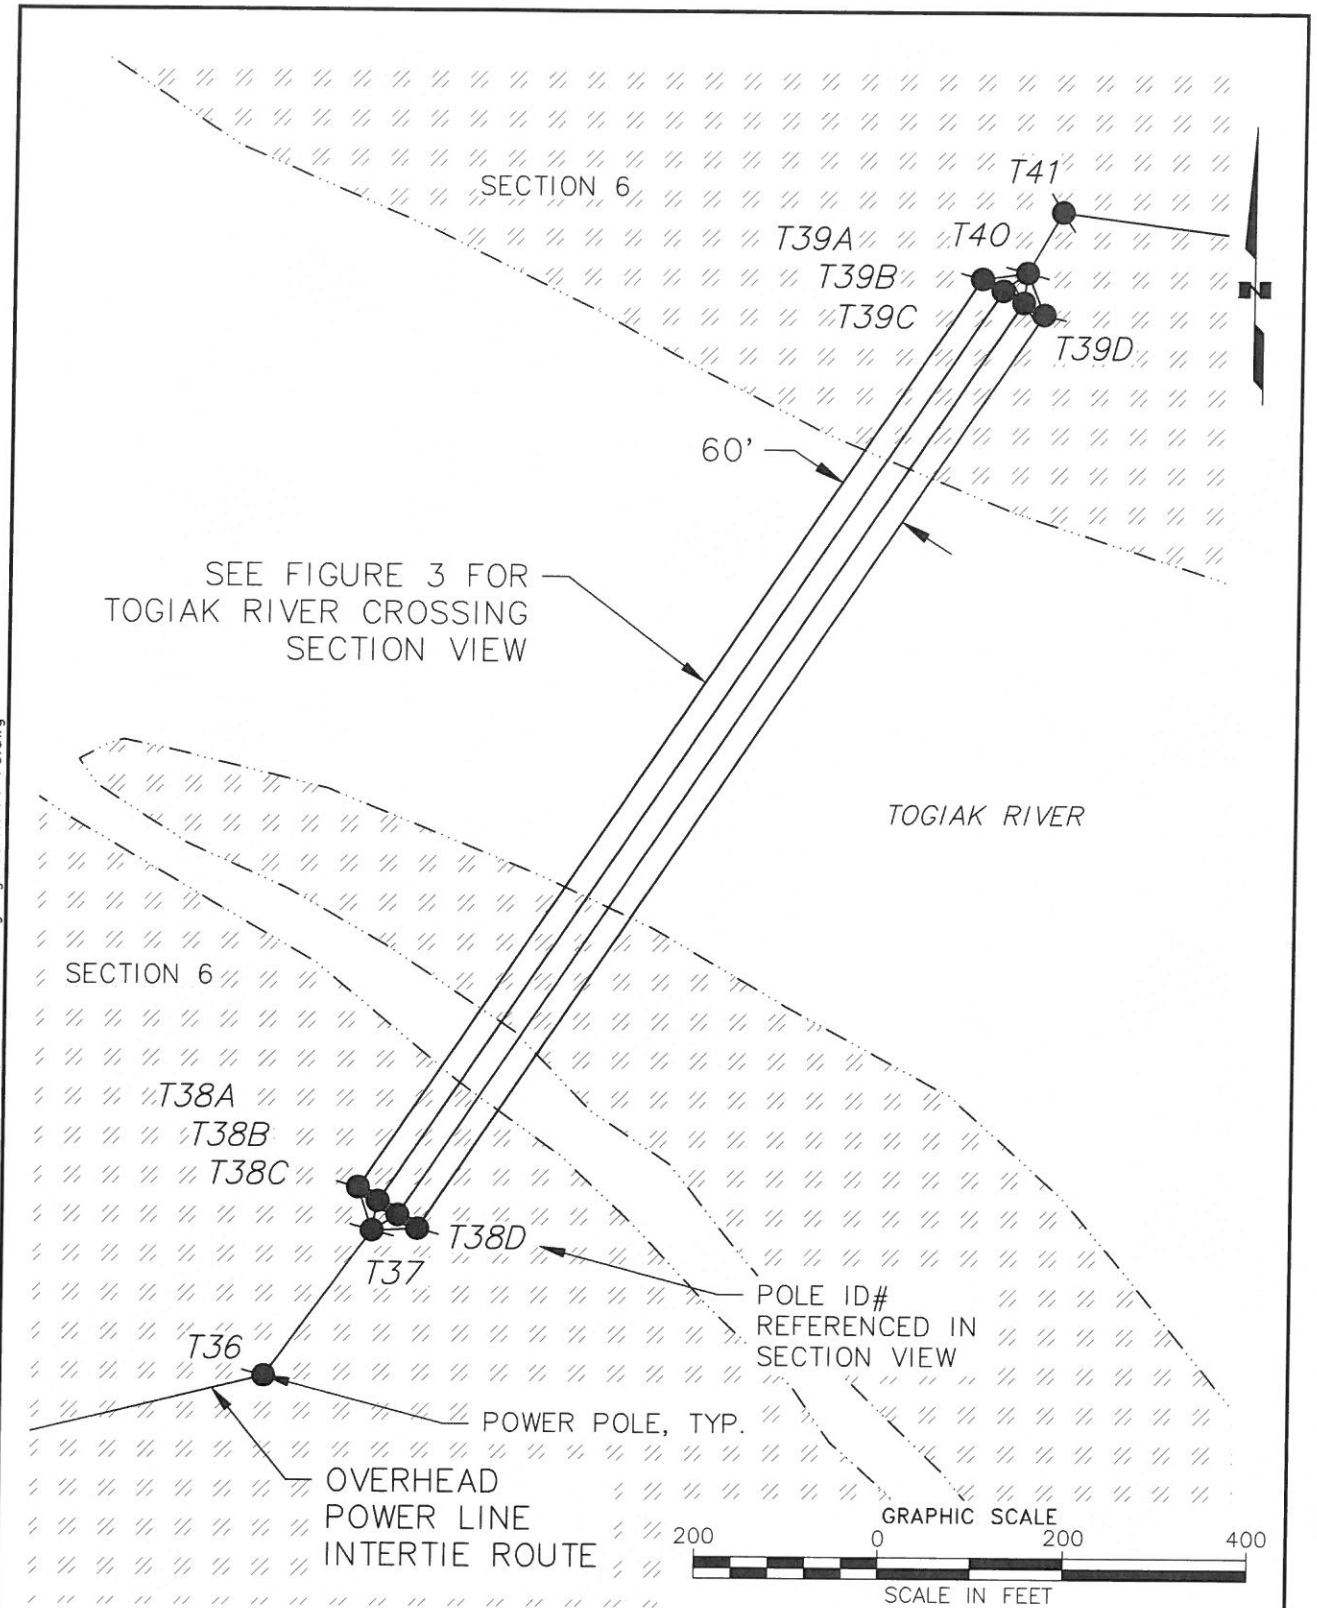 SECTION 6
T41
T39A
T40
T39B
T39C
T39D
N
60'
SEE FIGURE 3 FOR
TOGIAK RIVER CROSSING
SECTION VIEW
TOGIAK RIVER
SECTION 6
T38A
T38B
T38C
T38D
T37
POLE ID#
REFERENCED IN
SECTION VIEW
T36
POWER POLE, TYP.
OVERHEAD
POWER LINE
INTERTIE ROUTE
GRAPHIC SCALE
200 0 200 400
SCALE IN FEET